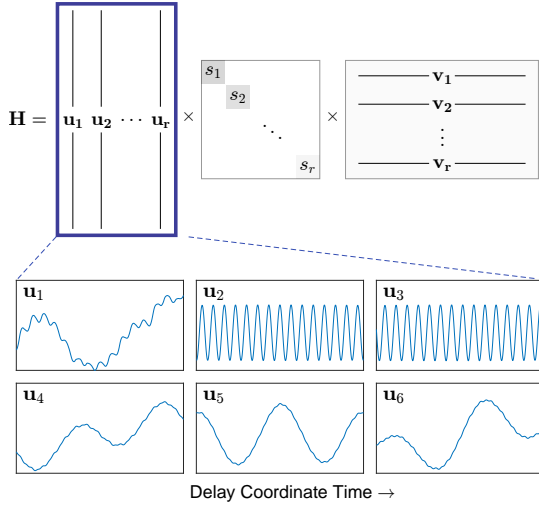 s₁ v₁
s₂ v₂
H = u₁ u₂ ⋯ uᵣ × ⋱ × ⋮
sᵣ vᵣ
u₁ u₂ u₃
u₄ u₅ u₆
Delay Coordinate Time →